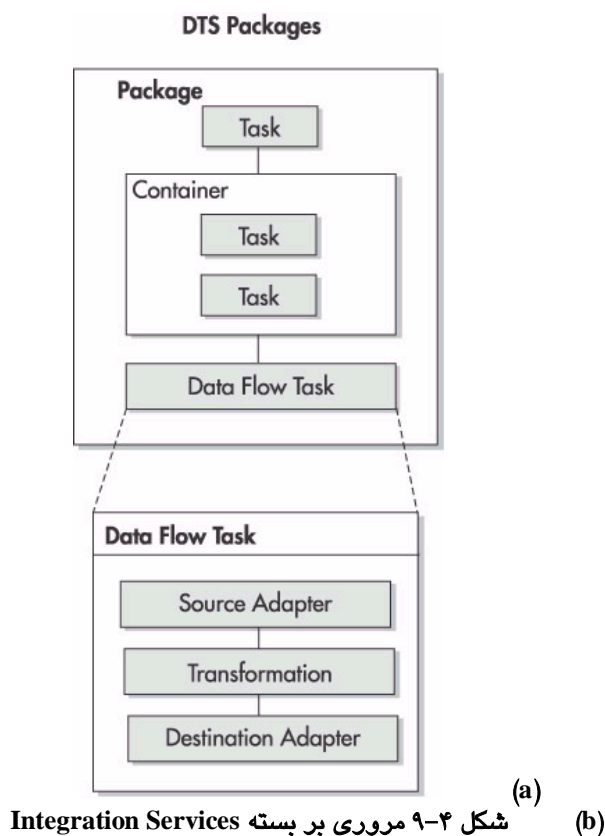 DTS Packages
Package
Task
Container
Task
Task
Data Flow Task
Data Flow Task
Source Adapter
Transformation
Destination Adapter
(a)
(b) شکل ۴-۹ مروری بر بسته Integration Services